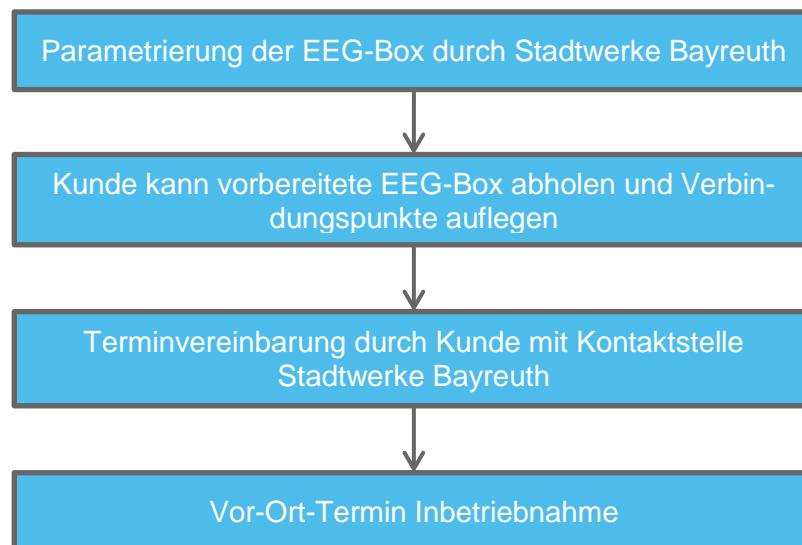 Parametrierung der EEG-Box durch Stadtwerke Bayreuth
Kunde kann vorbereitete EEG-Box abholen und Verbin-
dungspunkte auflegen
Terminvereinbarung durch Kunde mit Kontaktstelle
Stadtwerke Bayreuth
Vor-Ort-Termin Inbetriebnahme